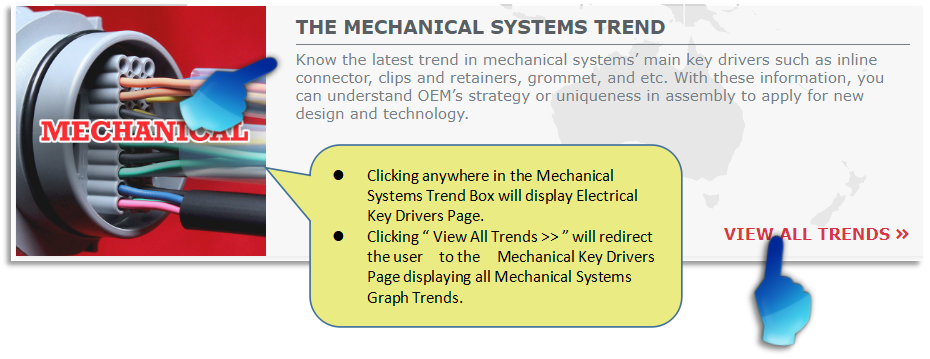 THE MECHANICAL SYSTEMS TREND
Know the latest trend in mechanical systems’ main key drivers such as inline
connector, clips and retainers, grommet, and etc. With these information, you
can understand OEM’s strategy or uniqueness in assembly to apply for new
design and technology.
MECHANICAL
● Clicking anywhere in the Mechanical
Systems Trend Box will display Electrical
Key Drivers Page.
● Clicking “ View All Trends >> ” will redirect
the user to the Mechanical Key Drivers
Page displaying all Mechanical Systems
Graph Trends.
VIEW ALL TRENDS »